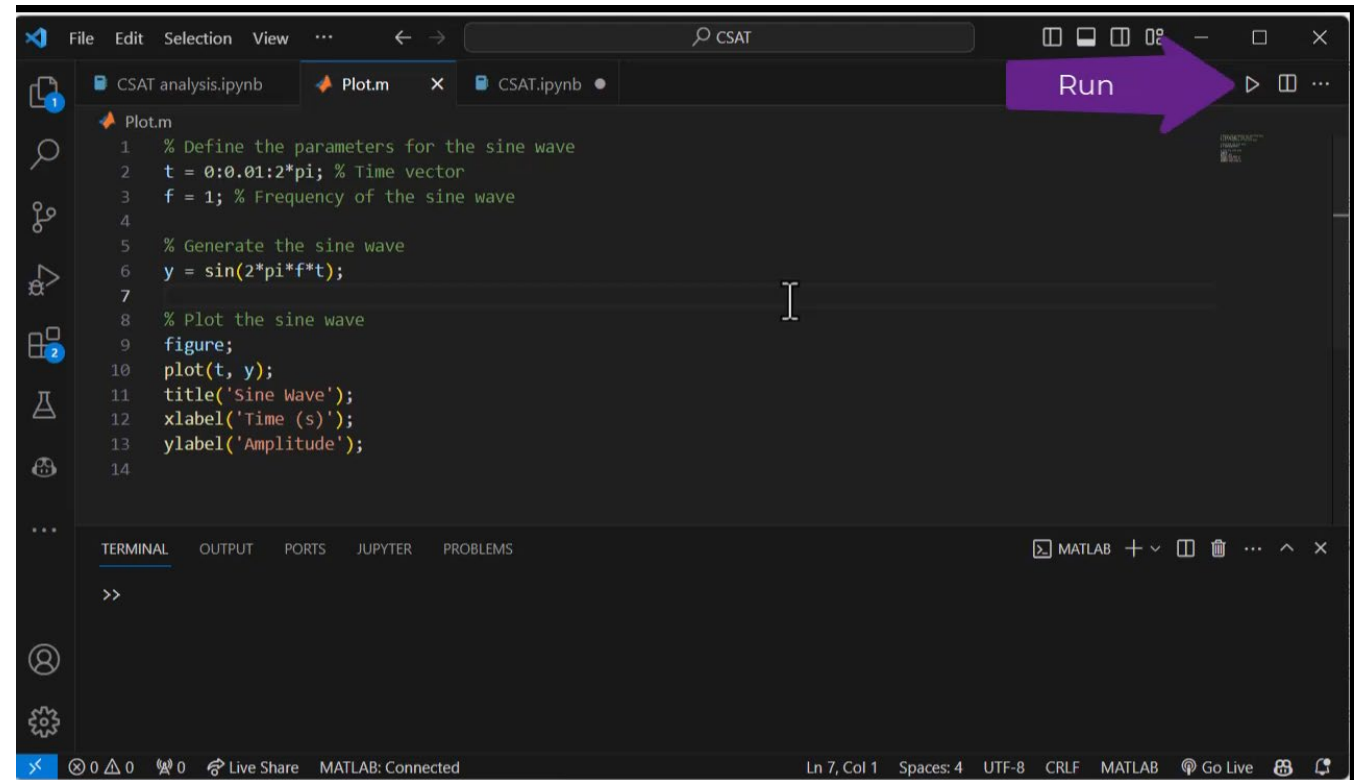 File Edit Selection View ... CSAT
CSAT analysis.ipynb Plot.m CSAT.ipynb
Run
Plot.m
1 % Define the parameters for the sine wave
2 t = 0:0.01:2*pi; % Time vector
3 f = 1; % Frequency of the sine wave
4
5 % Generate the sine wave
6 y = sin(2*pi*f*t);
7
8 % Plot the sine wave
9 figure;
10 plot(t, y);
11 title('Sine Wave');
12 xlabel('Time (s)');
13 ylabel('Amplitude');
14
1
2
TERMINAL OUTPUT PORTS JUPYTER PROBLEMS MATLAB
>>
0 0 0 Live Share MATLAB: Connected Ln 7, Col 1 Spaces: 4 UTF-8 CRLF MATLAB Go Live